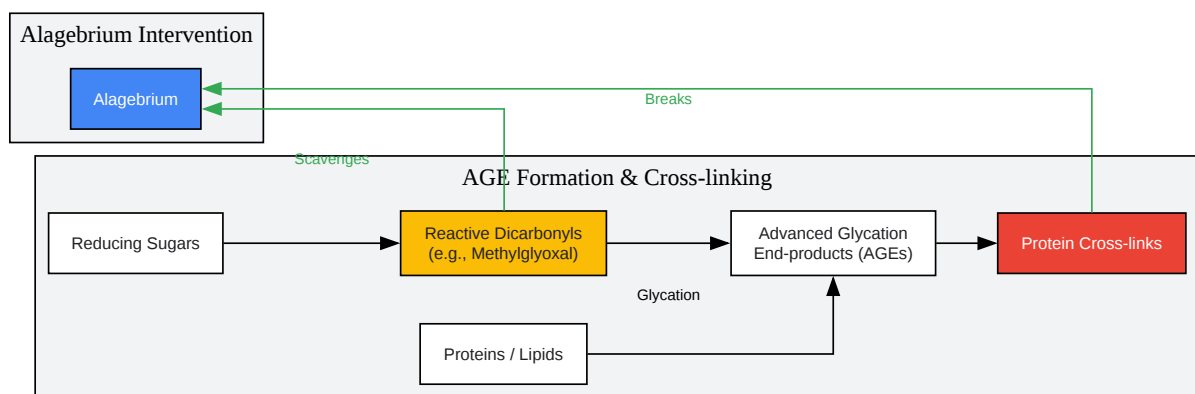 Alagebrium Intervention
Alagebrium
Breaks
Scavenges
AGE Formation & Cross-linking
Reducing Sugars
Reactive Dicarbonyls
(e.g., Methylglyoxal)
Advanced Glycation
End-products (AGEs)
Protein Cross-links
Glycation
Proteins / Lipids